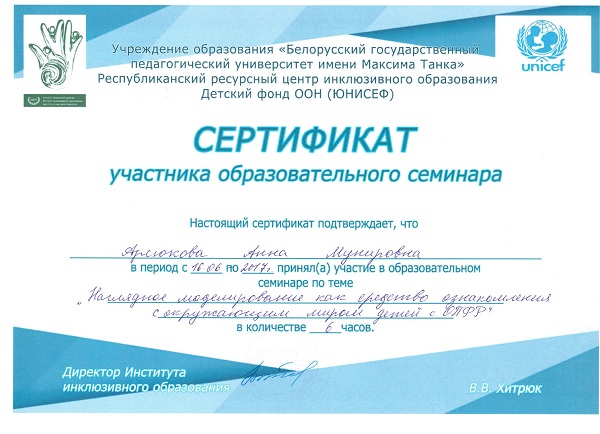 Учреждение образования «Белорусский государственный
педагогический университет имени Максима Танка»
Республиканский ресурсный центр инклюзивного образования
Детский фонд ООН (ЮНИСЕФ)
unicef
СЕРТИФИКАТ
участника образовательного семинара
Настоящий сертификат подтверждает, что
Арлюкова Анна Мунировна
в период с 16.06 по 2017г. принял(а) участие в образовательном
семинаре по теме
„Наглядное моделирование как средство ознакомления
с окружающим миром детей с ОПФР"
в количестве 6 часов.
Директор Института
инклюзивного образования
В.В. Хитрюк